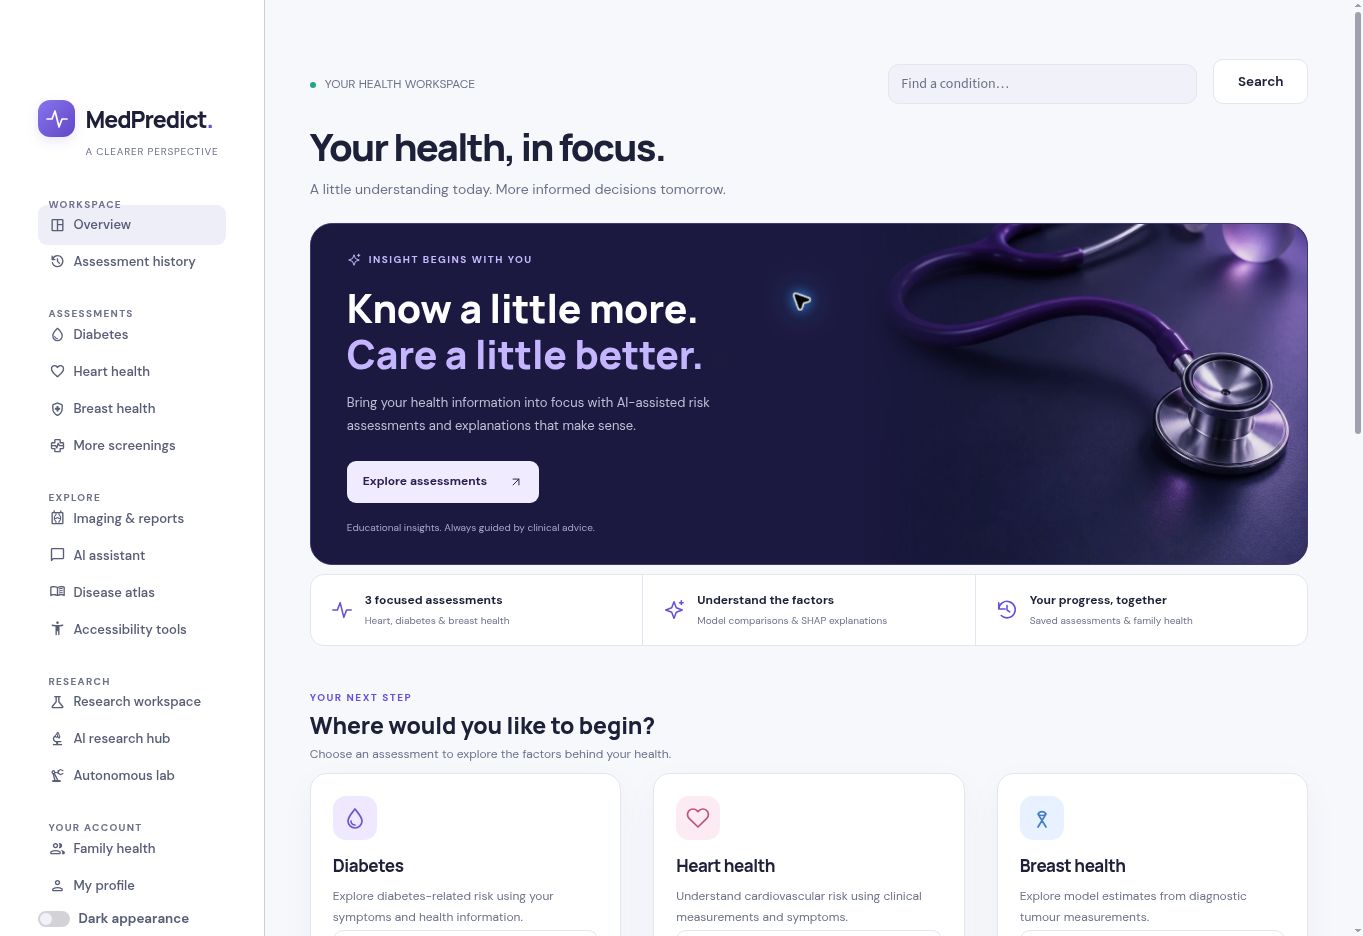 MedPredict.
A CLEARER PERSPECTIVE
WORKSPACE
Overview
Assessment history
ASSESSMENTS
Diabetes
Heart health
Breast health
More screenings
EXPLORE
Imaging & reports
AI assistant
Disease atlas
Accessibility tools
RESEARCH
Research workspace
AI research hub
Autonomous lab
YOUR ACCOUNT
Family health
My profile
Dark appearance
YOUR HEALTH WORKSPACE
Find a condition...
Search
Your health, in focus.
A little understanding today. More informed decisions tomorrow.
INSIGHT BEGINS WITH YOU
Know a little more.
Care a little better.
Bring your health information into focus with AI-assisted risk
assessments and explanations that make sense.
Explore assessments
Educational insights. Always guided by clinical advice.
3 focused assessments
Heart, diabetes & breast health
Understand the factors
Model comparisons & SHAP explanations
Your progress, together
Saved assessments & family health
YOUR NEXT STEP
Where would you like to begin?
Choose an assessment to explore the factors behind your health.
Diabetes
Explore diabetes-related risk using your
symptoms and health information.
Heart health
Understand cardiovascular risk using clinical
measurements and symptoms.
Breast health
Explore model estimates from diagnostic
tumour measurements.